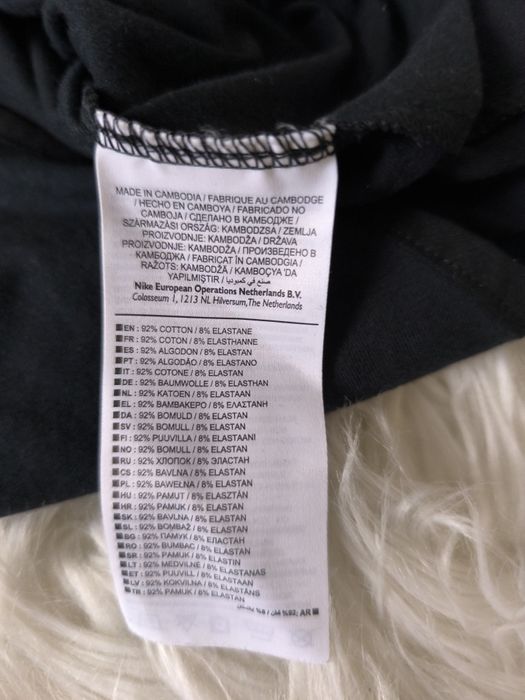 MADE IN CAMBODIA / FABRIQUE AU CAMBODGE
/ HECHO EN CAMBOYA / FABRICADO NO
CAMBOJA / СДЕЛАНО В КАМБОДЖЕ /
SZÁRMAZÁSI ORSZÁG: KAMBODZSA / ZEMLJA
PROIZVODNJE: KAMBODŽA / DRŽAVA
PROIZVODNJE: KAMBODŽA / ПРОИЗВЕДЕНО В
КАМБОДЖА / FABRICAT ÎN CAMBODGIA /
RAŽOTS: KAMBODŽĀ / KAMBOÇYA 'DA
YAPILMIŞTIR / صنع في كمبوديا
Nike European Operations Netherlands B.V.
Colosseum 1, 1213 NL Hilversum, The Netherlands
EN : 92% COTTON / 8% ELASTANE
FR : 92% COTON / 8% ELASTHANNE
ES : 92% ALGODON / 8% ELASTAN
PT : 92% ALGODÃO / 8% ELASTANO
IT : 92% COTONE / 8% ELASTAN
DE : 92% BAUMWOLLE / 8% ELASTHAN
NL : 92% KATOEN / 8% ELASTAAN
EL : 92% ΒΑΜΒΑΚΕΡΟ / 8% ΕΛΑΣΤΑΝΗ
DA : 92% BOMULD / 8% ELASTAN
SV : 92% BOMULL / 8% ELASTAN
FI : 92% PUUVILLA / 8% ELASTAANI
NO : 92% BOMULL / 8% ELASTAN
RU : 92% ХЛОПОК / 8% ЭЛАСТАН
CS : 92% BAVLNA / 8% ELASTAN
PL : 92% BAWEŁNA / 8% ELASTAN
HU : 92% PAMUT / 8% ELASZTÁN
HR : 92% PAMUK / 8% ELASTAN
SK : 92% BAVLNA / 8% ELASTAN
SL : 92% BOMBAŽ / 8% ELASTAN
BG : 92% ПАМУК / 8% ЕЛАСТАН
RO : 92% BUMBAC / 8% ELASTAN
SR : 92% PAMUK / 8% ELASTIN
LT : 92% MEDVILNĖ / 8% ELASTANAS
ET : 92% PUUVILL / 8% ELASTAAN
LV : 92% KOKVILNA / 8% ELASTĀNS
TR : 92% PAMUK / 8% ELASTAN
%8 / %92 : AR